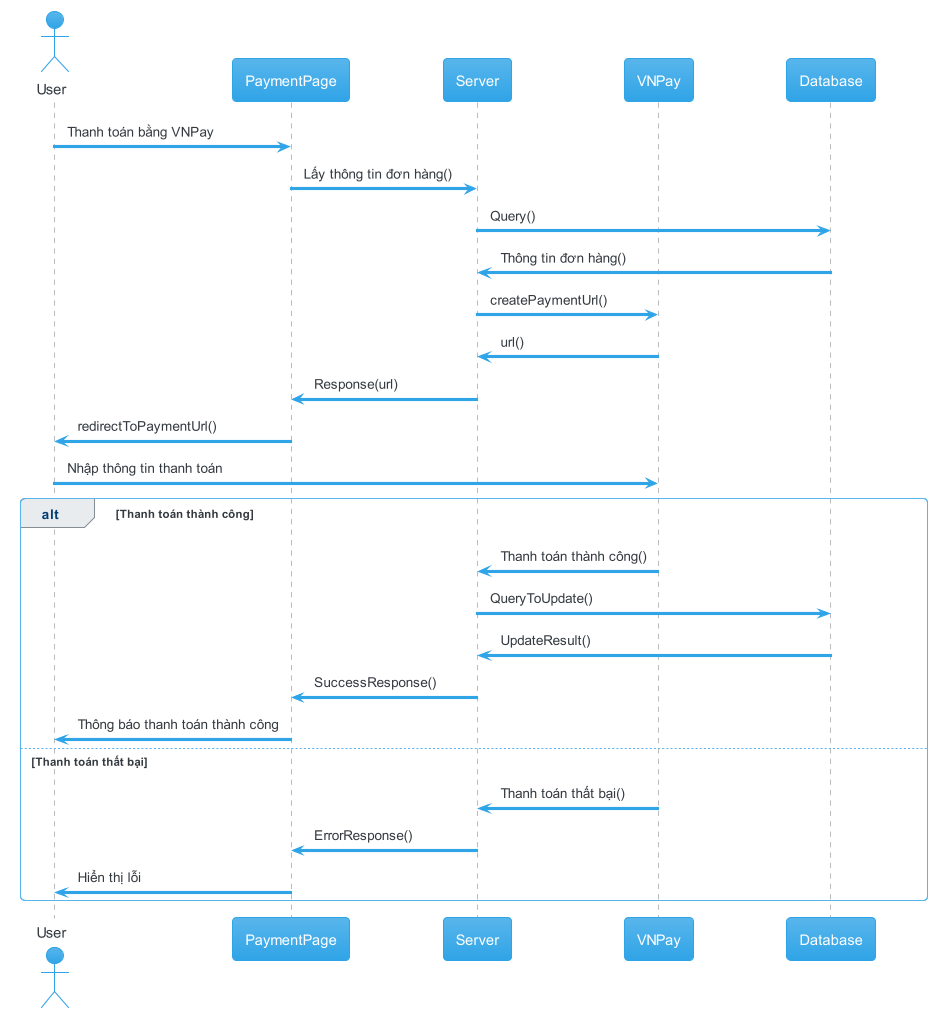 User
PaymentPage
Server
VNPay
Database
Thanh toán bằng VNPay
Lấy thông tin đơn hàng()
Query()
Thông tin đơn hàng()
createPaymentUrl()
url()
Response(url)
redirectToPaymentUrl()
Nhập thông tin thanh toán
alt
[Thanh toán thành công]
Thanh toán thành công()
QueryToUpdate()
UpdateResult()
SuccessResponse()
Thông báo thanh toán thành công
[Thanh toán thất bại]
Thanh toán thất bại()
ErrorResponse()
Hiển thị lỗi
User
PaymentPage
Server
VNPay
Database